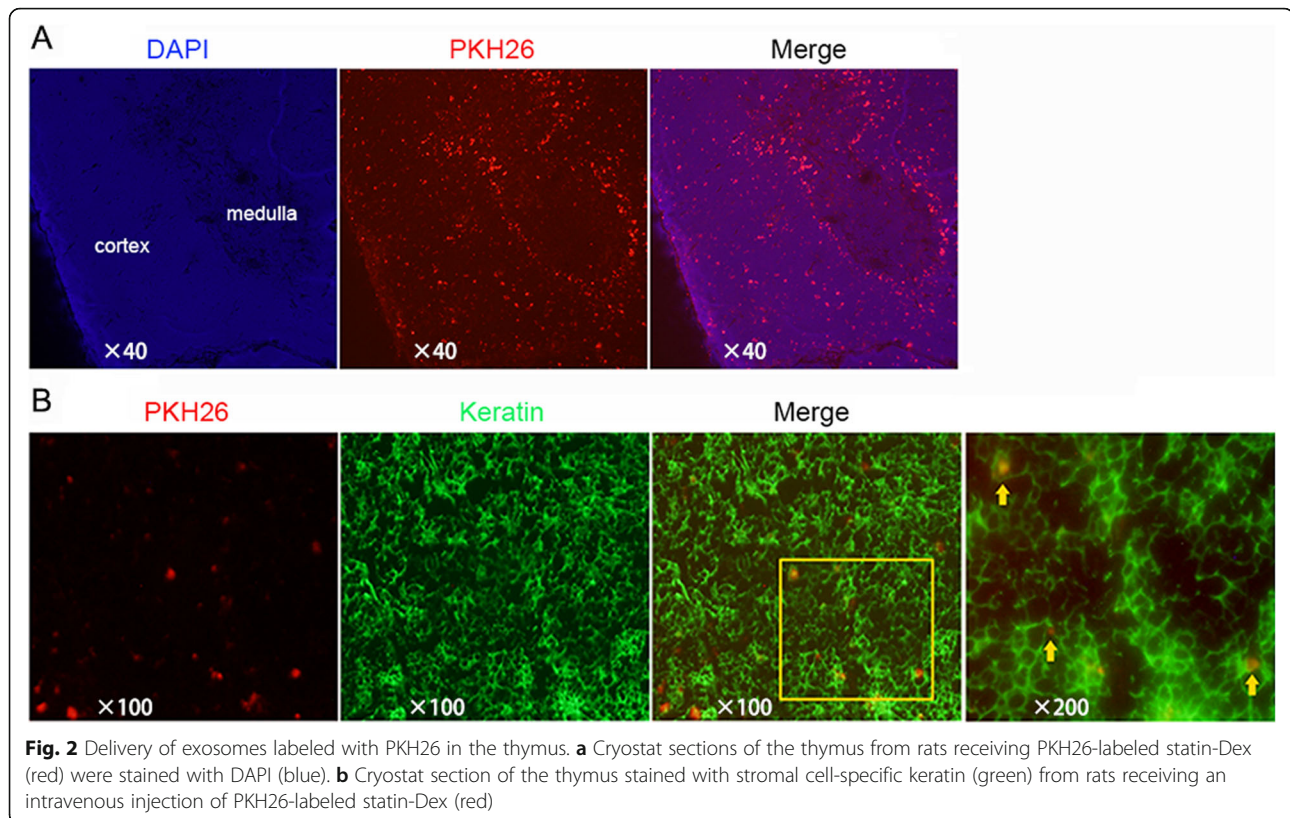 A
DAPI PKH26 Merge
medulla
cortex
×40 ×40 ×40
B
PKH26 Keratin Merge
×100 ×100 ×100 ×200
Fig. 2 Delivery of exosomes labeled with PKH26 in the thymus. a Cryostat sections of the thymus from rats receiving PKH26-labeled statin-Dex
(red) were stained with DAPI (blue). b Cryostat section of the thymus stained with stromal cell-specific keratin (green) from rats receiving an
intravenous injection of PKH26-labeled statin-Dex (red)